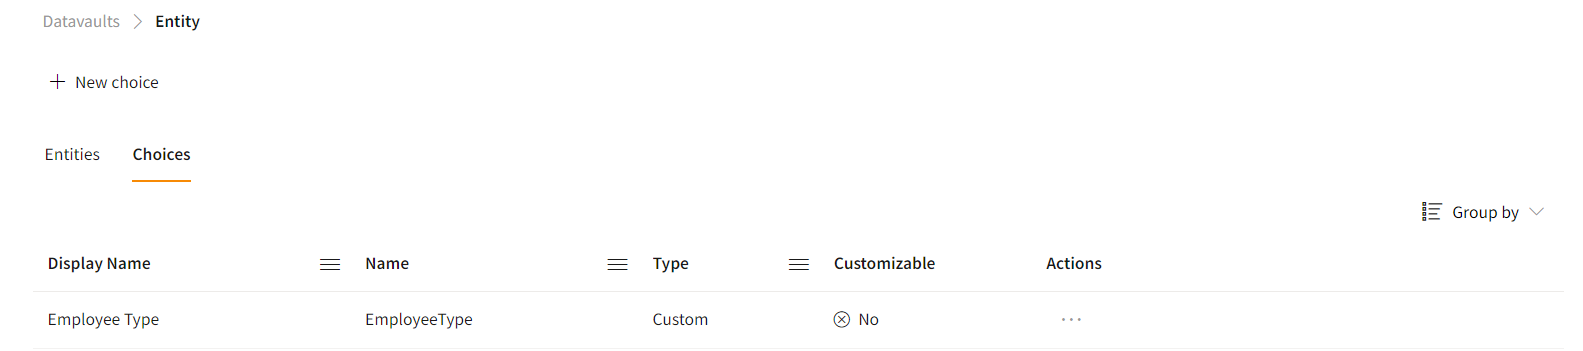 Datavaults > Entity
+ New choice
Entities Choices
Group by
Display Name Name Type Customizable Actions
Employee Type EmployeeType Custom No ...